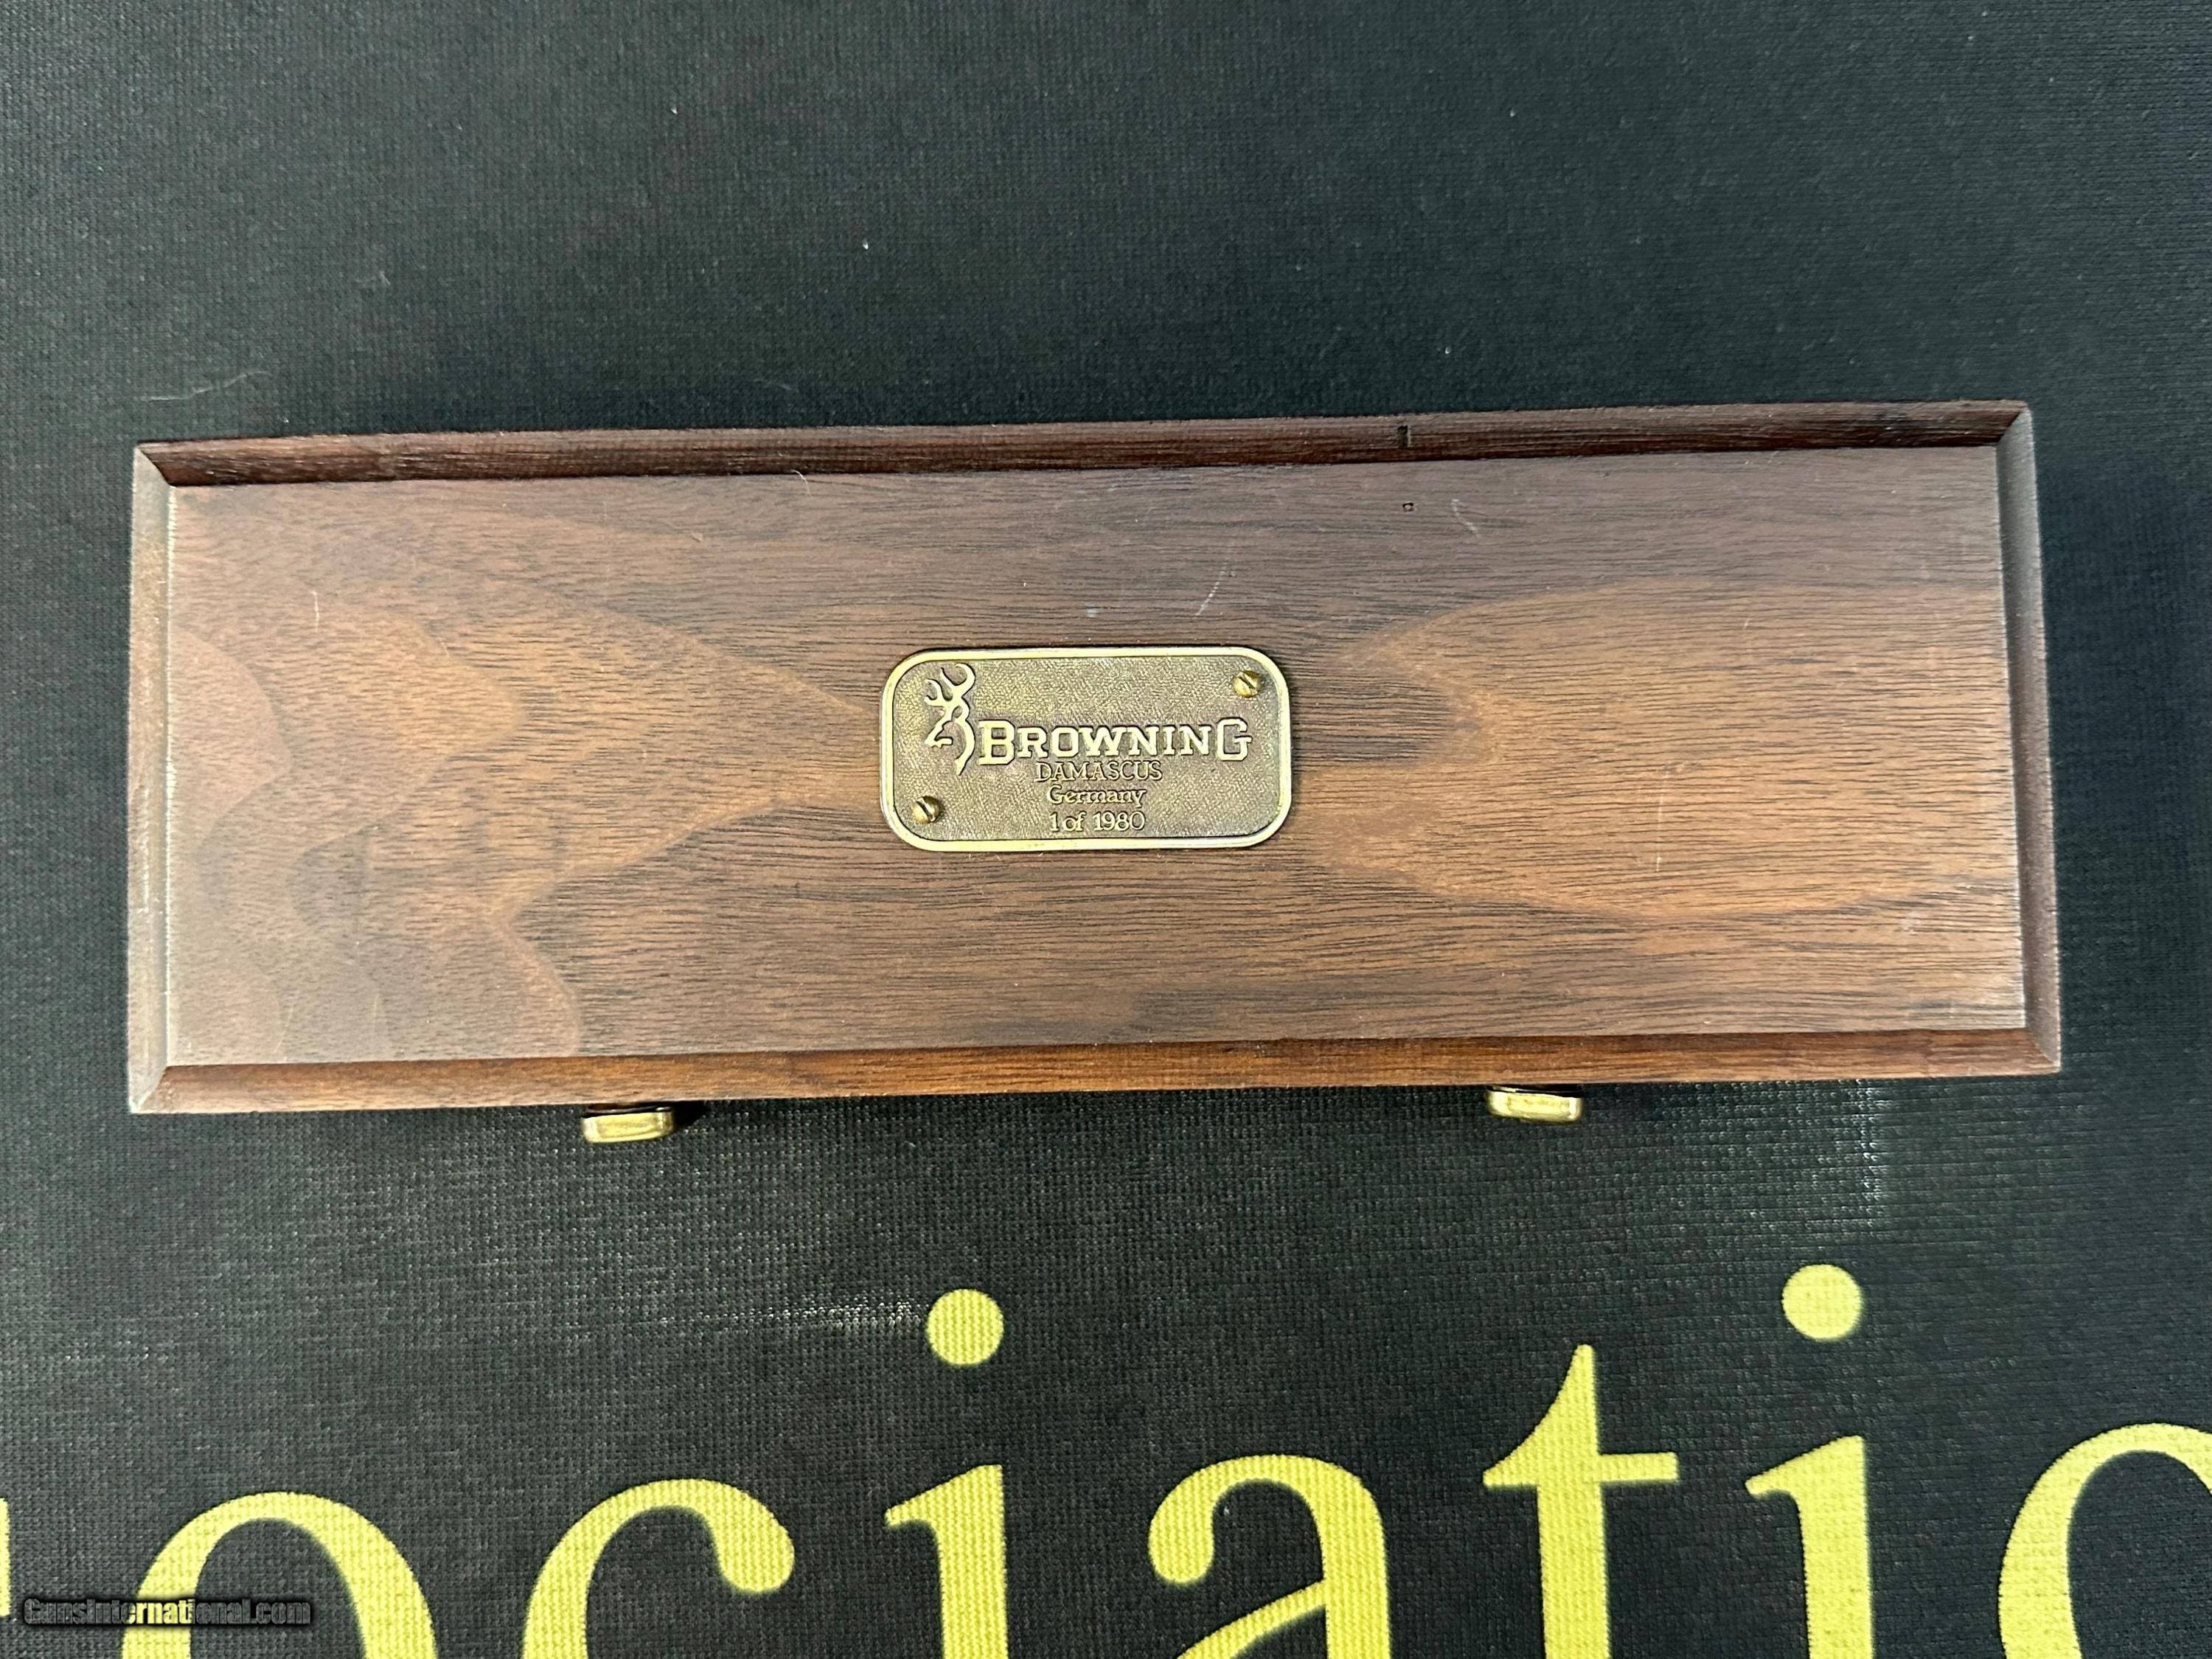 BROWNING
DAMASCUS
Germany
1 of 1980
ociatio
GunsInternational.com